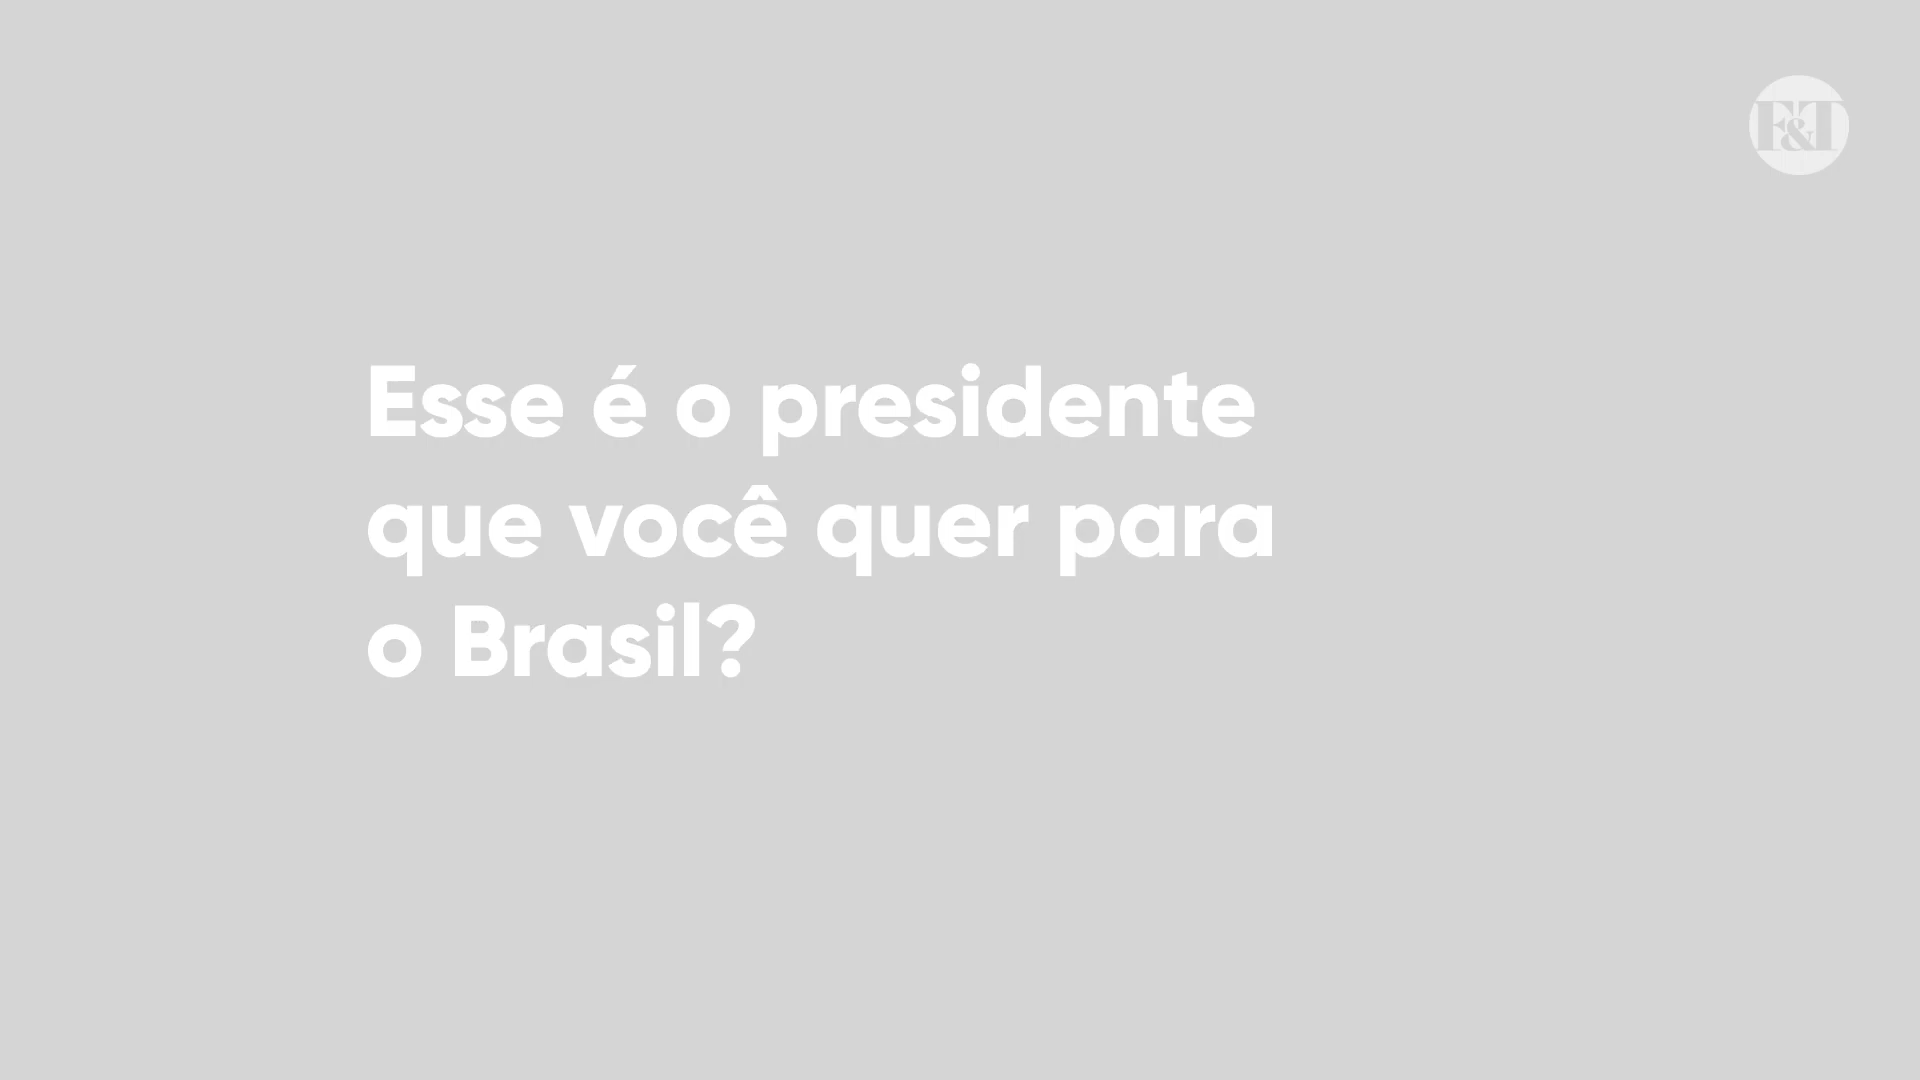 F&T
Esse é o presidente
que você quer para
o Brasil?